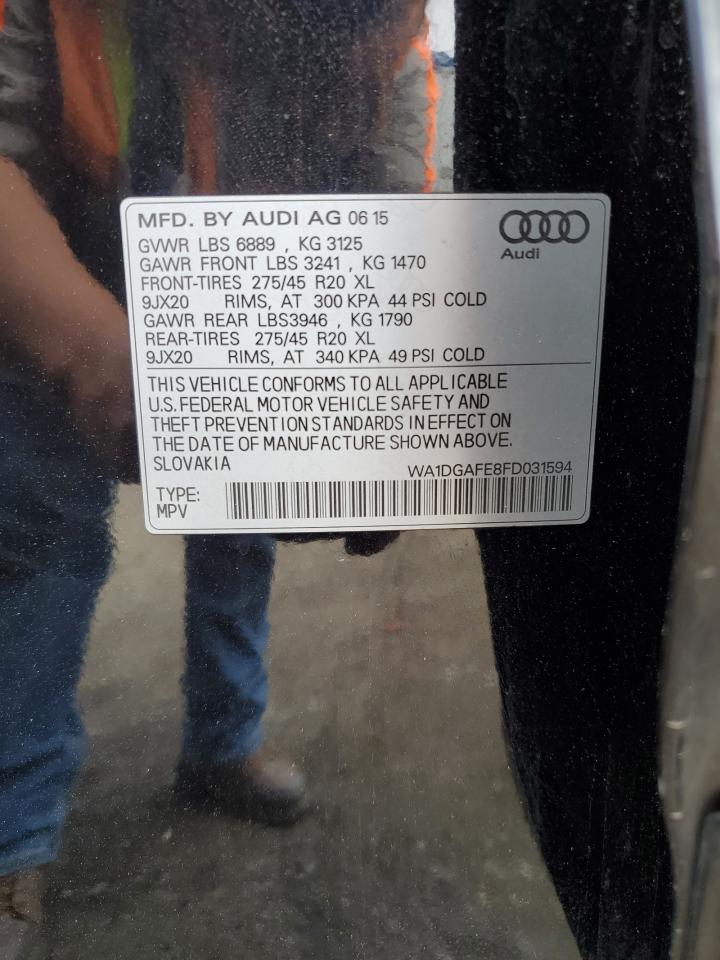 MFD. BY AUDI AG 06 15
GVWR LBS 6889 , KG 3125
GAWR FRONT LBS 3241 , KG 1470
FRONT-TIRES 275/45 R20 XL
9JX20 RIMS, AT 300 KPA 44 PSI COLD
GAWR REAR LBS3946 , KG 1790
REAR-TIRES 275/45 R20 XL
9JX20 RIMS, AT 340 KPA 49 PSI COLD
Audi
THIS VEHICLE CONFORMS TO ALL APPLICABLE
U.S. FEDERAL MOTOR VEHICLE SAFETY AND
THEFT PREVENTION STANDARDS IN EFFECT ON
THE DATE OF MANUFACTURE SHOWN ABOVE.
SLOVAKIA WA1DGAFE8FD031594
TYPE:
MPV